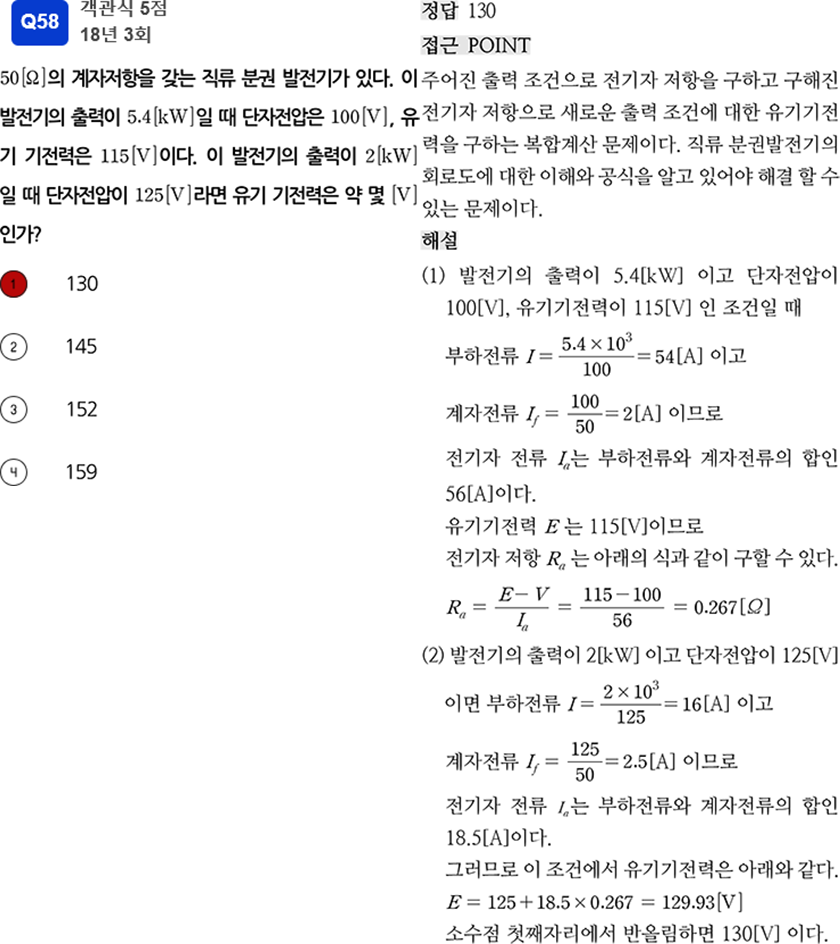 Q58
객관식 5점
18년 3회
50[Ω]의 계자저항을 갖는 직류 분권 발전기가 있다. 이
발전기의 출력이 5.4[kW]일 때 단자전압은 100[V], 유
기 기전력은 115[V]이다. 이 발전기의 출력이 2[kW]
일 때 단자전압이 125[V]라면 유기 기전력은 약 몇 [V]
인가?
1 130
2 145
3 152
4 159
정답 130
접근 POINT
주어진 출력 조건으로 전기자 저항을 구하고 구해진
전기자 저항으로 새로운 출력 조건에 대한 유기기전
력을 구하는 복합계산 문제이다. 직류 분권발전기의
회로도에 대한 이해와 공식을 알고 있어야 해결 할 수
있는 문제이다.
해설
(1) 발전기의 출력이 5.4[kW] 이고 단자전압이
100[V], 유기기전력이 115[V] 인 조건일 때
부하전류 I = 5.4×10³/100 = 54[A] 이고
계자전류 I_f = 100/50 = 2[A] 이므로
전기자 전류 I_a는 부하전류와 계자전류의 합인
56[A]이다.
유기기전력 E 는 115[V]이므로
전기자 저항 R_a 는 아래의 식과 같이 구할 수 있다.
R_a = E-V/I_a = 115-100/56 = 0.267[Ω]
(2) 발전기의 출력이 2[kW] 이고 단자전압이 125[V]
이면 부하전류 I = 2×10³/125 = 16[A] 이고
계자전류 I_f = 125/50 = 2.5[A] 이므로
전기자 전류 I_a는 부하전류와 계자전류의 합인
18.5[A]이다.
그러므로 이 조건에서 유기기전력은 아래와 같다.
E = 125+18.5×0.267 = 129.93[V]
소수점 첫째자리에서 반올림하면 130[V] 이다.